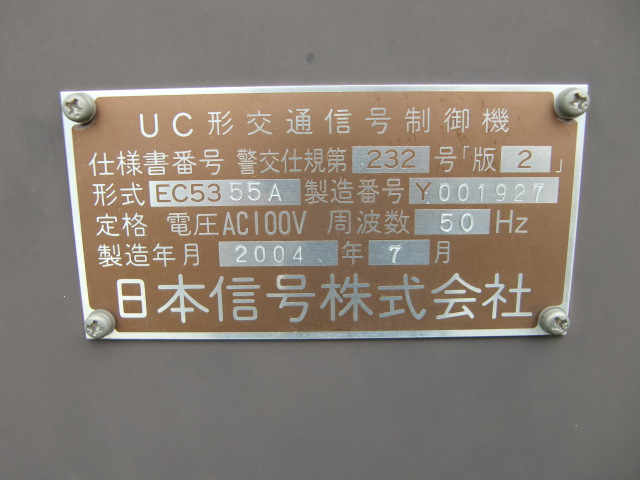 UC形交通信号制御機
仕様書番号 警交仕規第 232 号「版 2 」
形式 EC53 55A 製造番号 Y 001927
定格 電圧AC100V 周波数 50 Hz
製造年月 2004 年 7 月
日本信号株式会社